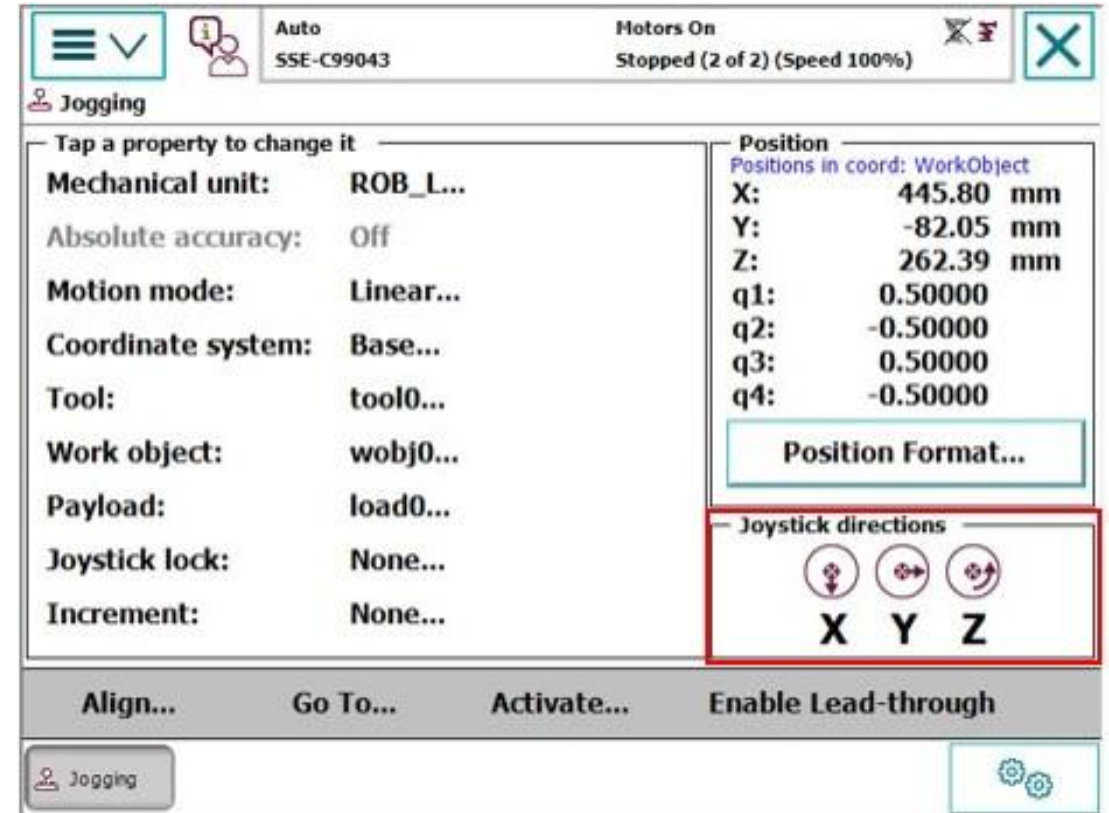 Auto
SSE-C99043
Motors On
Stopped (2 of 2) (Speed 100%)
Jogging
Tap a property to change it
Mechanical unit: ROB_L...
Absolute accuracy: Off
Motion mode: Linear...
Coordinate system: Base...
Tool: tool0...
Work object: wobj0...
Payload: load0...
Joystick lock: None...
Increment: None...
Position
Positions in coord: WorkObject
X: 445.80 mm
Y: -82.05 mm
Z: 262.39 mm
q1: 0.50000
q2: -0.50000
q3: 0.50000
q4: -0.50000
Position Format...
Joystick directions
X Y Z
Align... Go To... Activate... Enable Lead-through
Jogging